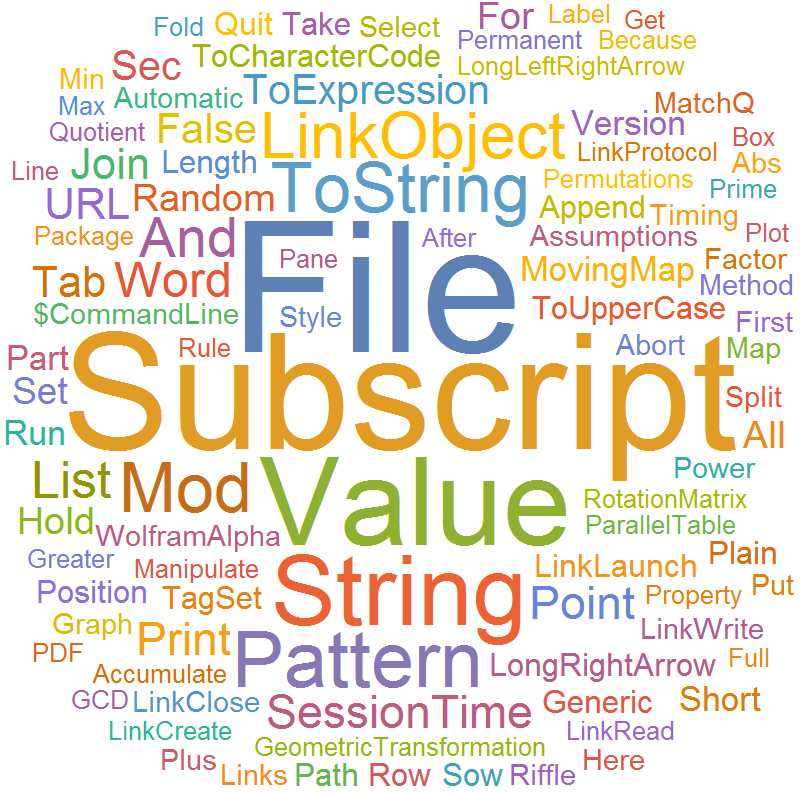 Fold Quit Take Select For Label Get
ToCharacterCode Permanent Because
Sec LongLeftRightArrow
Min Automatic ToExpression MatchQ
Max LinkObject Version
Quotient False LinkProtocol Box
Line Join Length ToString Permutations Abs
URL Random Append Timing Prime
Package And File After Assumptions Plot
Tab Word Pane MovingMap Factor
$CommandLine Style ToUpperCase Method
Part Rule Subscript Abort First
Set Map
Run Split
All
List Mod Value Power
Hold RotationMatrix
WolframAlpha ParallelTable
Greater Manipulate String LinkLaunch Plain
Position TagSet Point Property Put
Graph Print Pattern LinkWrite
PDF Accumulate LongRightArrow Full
GCD LinkClose SessionTime Generic Short
LinkCreate GeometricTransformation LinkRead
Plus Links Path Row Sow Riffle Here